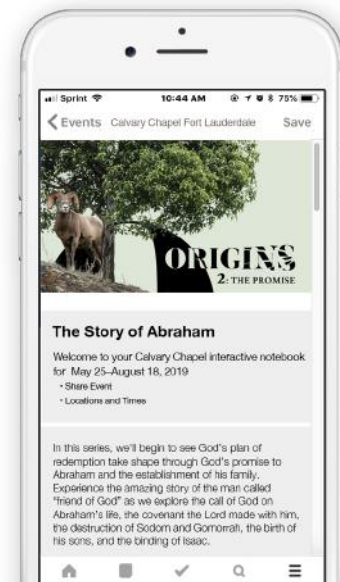 Sprint 10:44 AM 75%
Events Calvary Chapel Fort Lauderdale Save
ORIGINS
2: THE PROMISE
The Story of Abraham
Welcome to your Calvary Chapel interactive notebook
for May 25–August 18, 2019
• Share Event
• Locations and Times
In this series, we'll begin to see God's plan of
redemption take shape through God's promise to
Abraham and the establishment of his family.
Experience the amazing story of the man called
"friend of God" as we explore the call of God on
Abraham's life, the covenant the Lord made with him,
the destruction of Sodom and Gomorrah, the birth of
his sons, and the binding of Isaac.